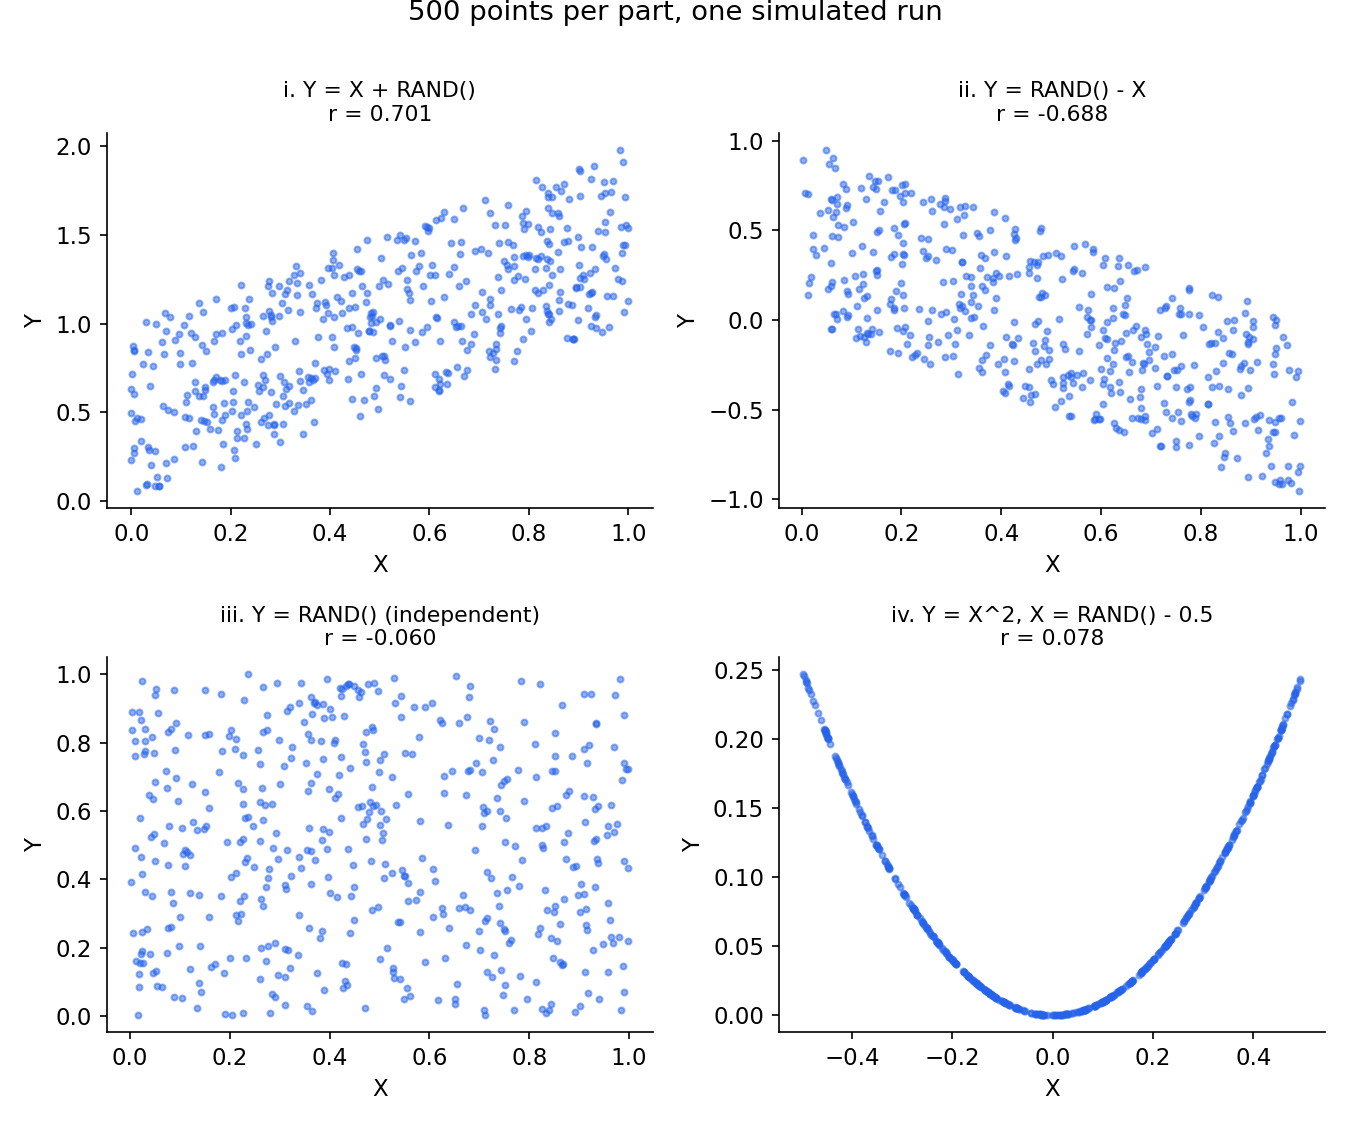 500 points per part, one simulated run
i. Y = X + RAND()
r = 0.701
2.0
1.5
1.0
0.5
0.0
Y
0.0 0.2 0.4 0.6 0.8 1.0
X
ii. Y = RAND() - X
r = -0.688
1.0
0.5
0.0
−0.5
−1.0
Y
0.0 0.2 0.4 0.6 0.8 1.0
X
iii. Y = RAND() (independent)
r = -0.060
1.0
0.8
0.6
0.4
0.2
0.0
Y
0.0 0.2 0.4 0.6 0.8 1.0
X
iv. Y = X^2, X = RAND() - 0.5
r = 0.078
0.25
0.20
0.15
0.10
0.05
0.00
Y
−0.4 −0.2 0.0 0.2 0.4
X